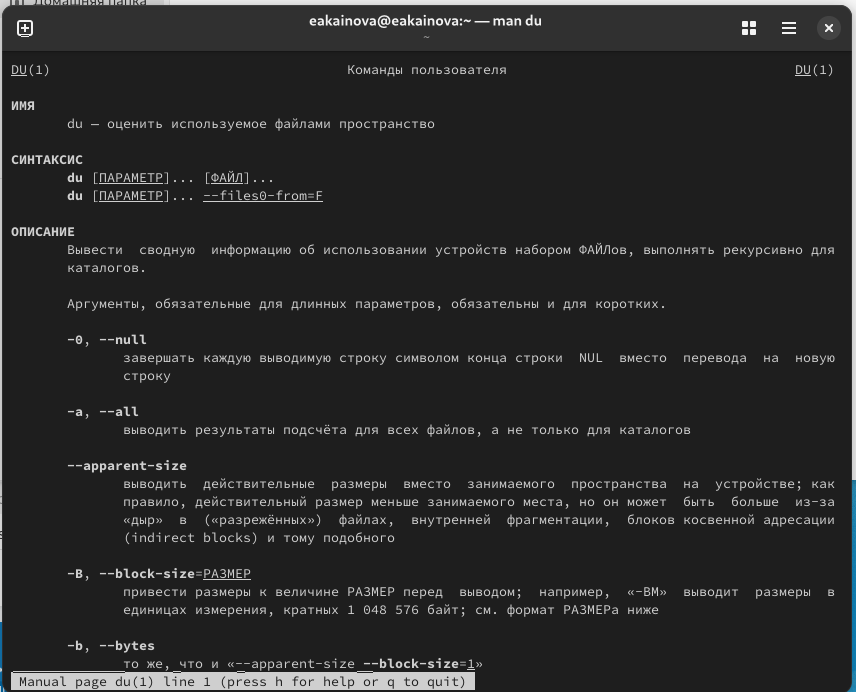 Домашняя папка
eakainova@eakainova:~ — man du
~
DU(1) Команды пользователя DU(1)
ИМЯ
du — оценить используемое файлами пространство
СИНТАКСИС
du [ПАРАМЕТР]... [ФАЙЛ]...
du [ПАРАМЕТР]... --files0-from=F
ОПИСАНИЕ
Вывести сводную информацию об использовании устройств набором ФАЙЛов, выполнять рекурсивно для
каталогов.
Аргументы, обязательные для длинных параметров, обязательны и для коротких.
-0, --null
завершать каждую выводимую строку символом конца строки NUL вместо перевода на новую
строку
-a, --all
выводить результаты подсчёта для всех файлов, а не только для каталогов
--apparent-size
выводить действительные размеры вместо занимаемого пространства на устройстве; как
правило, действительный размер меньше занимаемого места, но он может быть больше из-за
«дыр» в («разрежённых») файлах, внутренней фрагментации, блоков косвенной адресации
(indirect blocks) и тому подобного
-B, --block-size=РАЗМЕР
привести размеры к величине РАЗМЕР перед выводом; например, «-BM» выводит размеры в
единицах измерения, кратных 1 048 576 байт; см. формат РАЗМЕРа ниже
-b, --bytes
то же, что и «--apparent-size --block-size=1»
Manual page du(1) line 1 (press h for help or q to quit)